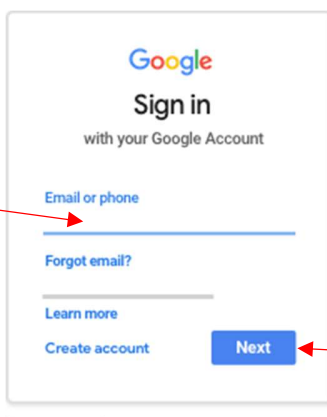 Google
Sign in
with your Google Account
Email or phone
Forgot email?
Learn more
Create account
Next